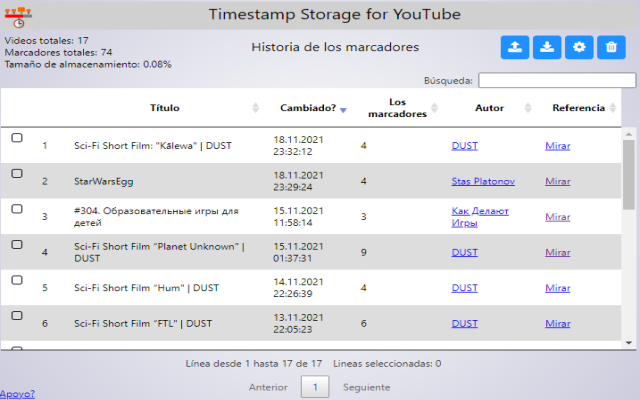 Timestamp Storage for YouTube
Videos totales: 17
Marcadores totales: 74
Tamaño de almacenamiento: 0.08%
Historia de los marcadores
Búsqueda:
Título Cambiado? Los marcadores Autor Referencia
1 Sci-Fi Short Film: "Kālewa" | DUST 18.11.2021 23:32:12 4 DUST Mirar
2 StarWarsEgg 18.11.2021 23:29:24 4 Stas Platonov Mirar
3 #304. Образовательные игры для детей 15.11.2021 11:58:14 3 Как Делают Игры Mirar
4 Sci-Fi Short Film "Planet Unknown" | DUST 15.11.2021 01:37:31 9 DUST Mirar
5 Sci-Fi Short Film "Hum" | DUST 14.11.2021 22:26:39 4 DUST Mirar
6 Sci-Fi Short Film "FTL" | DUST 13.11.2021 22:05:23 6 DUST Mirar
Línea desde 1 hasta 17 de 17 Lineas seleccionadas: 0
Anterior 1 Seguiente
Apoyo?